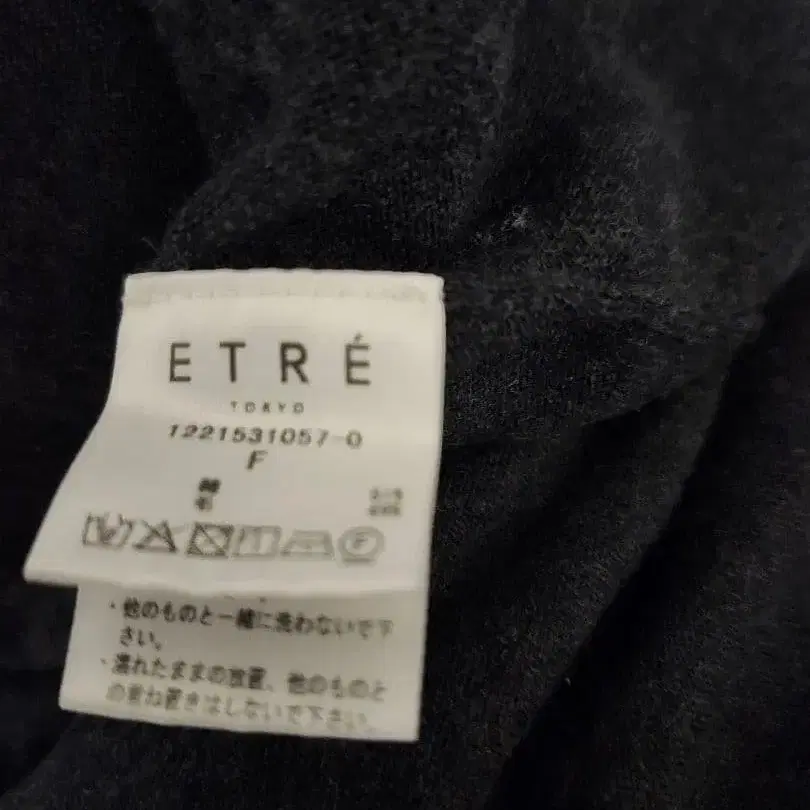 ETRÉ
TOKYO
1221531057-0
F
・他のものと一緒に洗わないで下
さい。
・濡れたままの放置、他のものと
の重ね置きはしないで下さい。